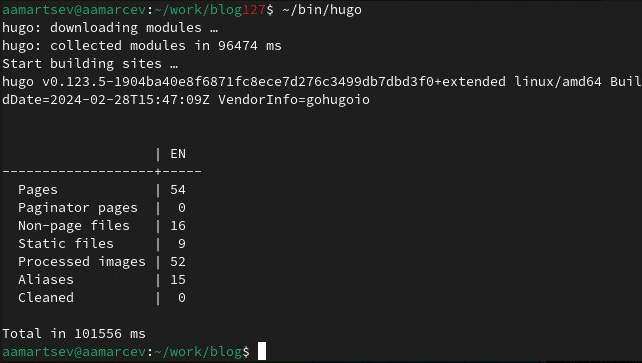 aamartsev@aamarcev:~/work/blog127$ ~/bin/hugo
hugo: downloading modules …
hugo: collected modules in 96474 ms
Start building sites …
hugo v0.123.5-1904ba40e8f6871fc8ece7d276c3499db7dbd3f0+extended linux/amd64 Buil
dDate=2024-02-28T15:47:09Z VendorInfo=gohugoio
                   | EN
-------------------+-----
  Pages            | 54
  Paginator pages  |  0
  Non-page files   | 16
  Static files     |  9
  Processed images | 52
  Aliases          | 15
  Cleaned          |  0
Total in 101556 ms
aamartsev@aamarcev:~/work/blog$